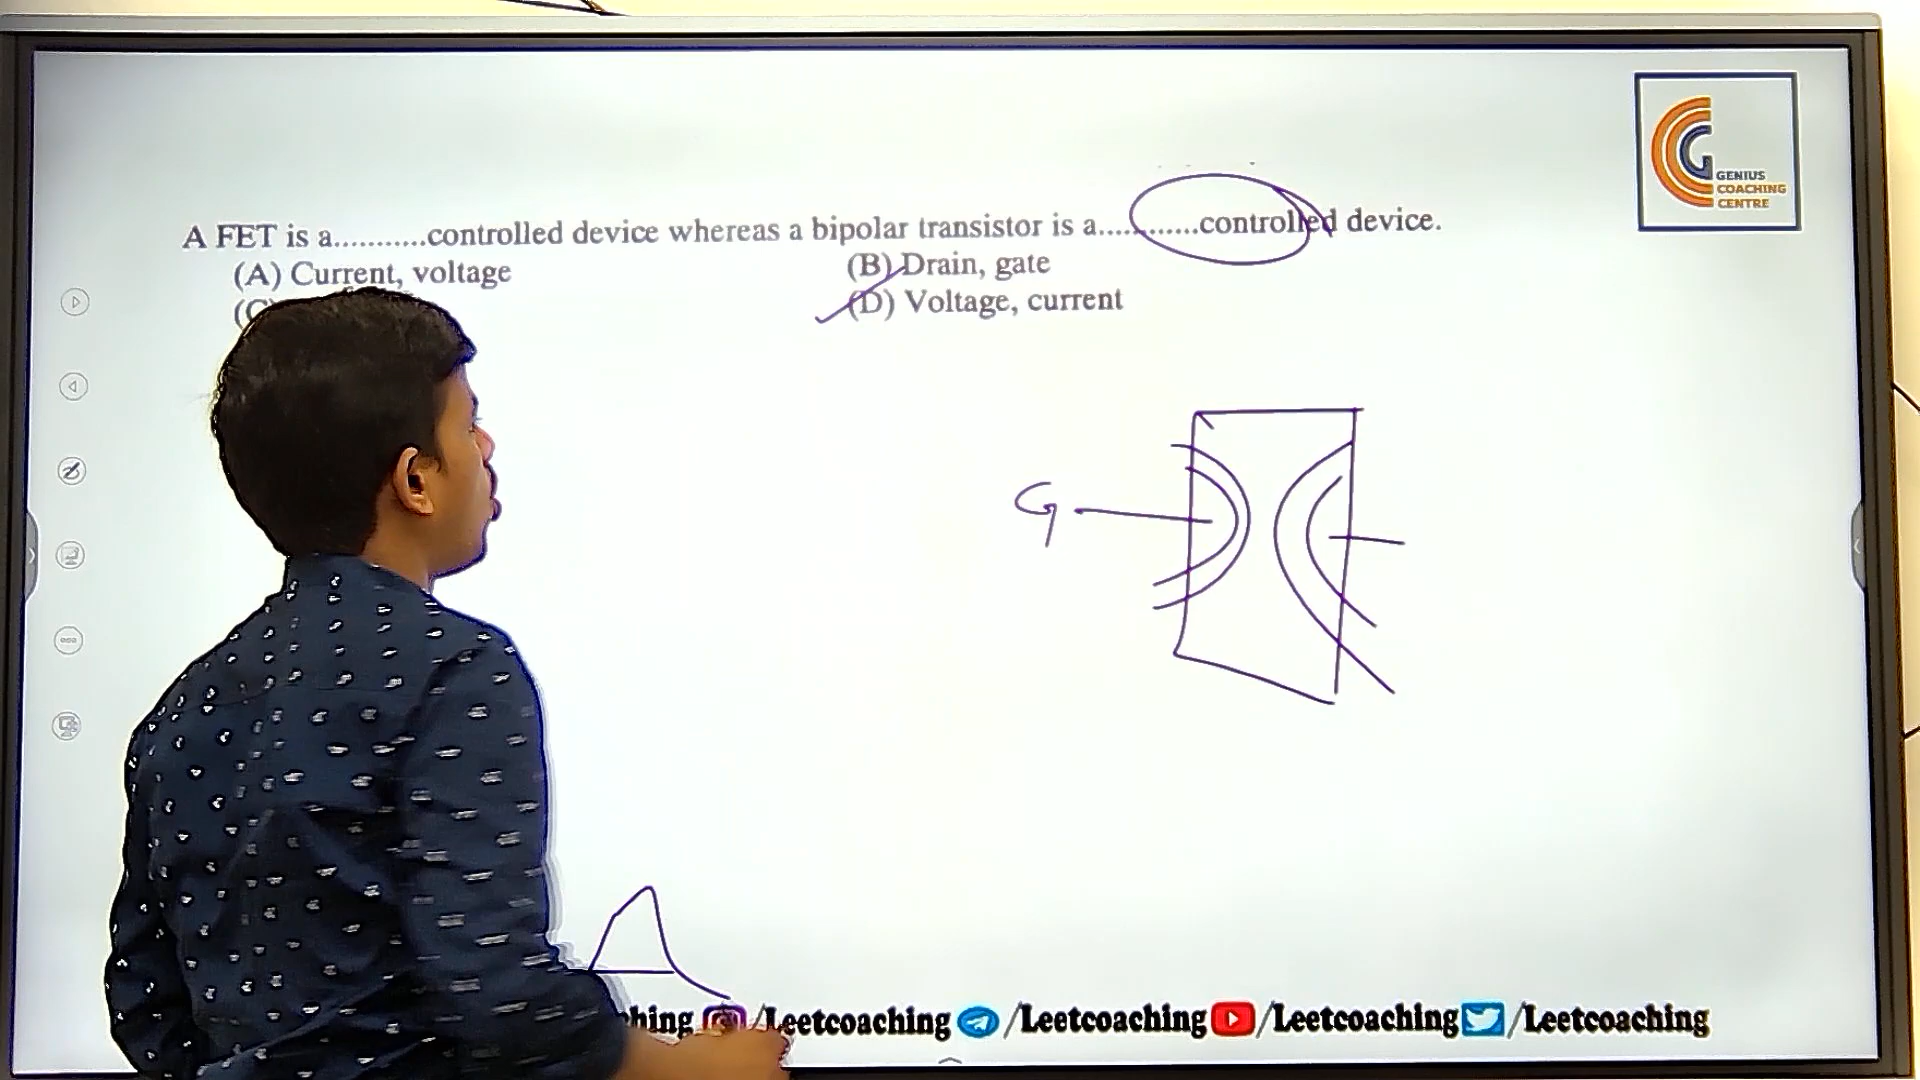 GENIUS
COACHING
CENTRE
A FET is a...........controlled device whereas a bipolar transistor is a............controlled device.
(A) Current, voltage (B) Drain, gate
(C) (D) Voltage, current
G
/Leetcoaching /Leetcoaching /Leetcoaching /Leetcoaching